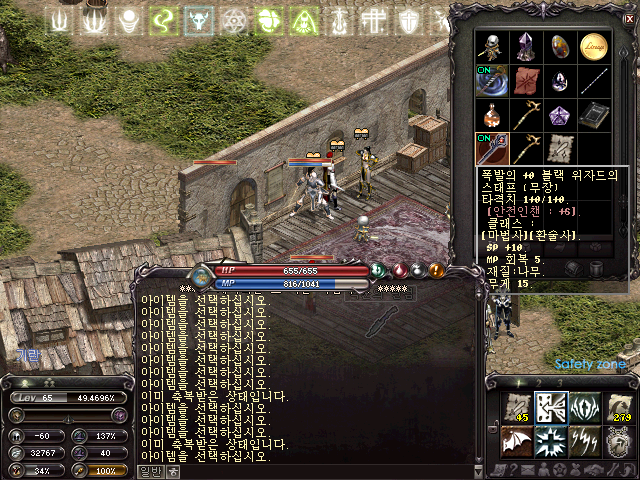 Lineage
ON
ON
폭발의 +0 블랙 위자드의
스태프 (무장)
타격치 1+0/1+0.
[안전인챈 : +6].
클래스 :
[마법사][환술사].
SP +10.
MP 회복 5.
재질:나무.
무게 15.
HP 655/655
MP 816/1041
*****
아이템을 선택하십시오.
아이템을 선택하십시오.
아이템을 선택하십시오.
아이템을 선택하십시오.
아이템을 선택하십시오.
아이템을 선택하십시오.
아이템을 선택하십시오.
아이템을 선택하십시오.
이미 축복받은 상태입니다.
아이템을 선택하십시오.
아이템을 선택하십시오.
이미 축복받은 상태입니다.
아이템을 선택하십시오.
일반
기란
Safety zone
Lev 65 49.4696%
-60 137%
32767 40
34% 100%
1 2 3
45 279